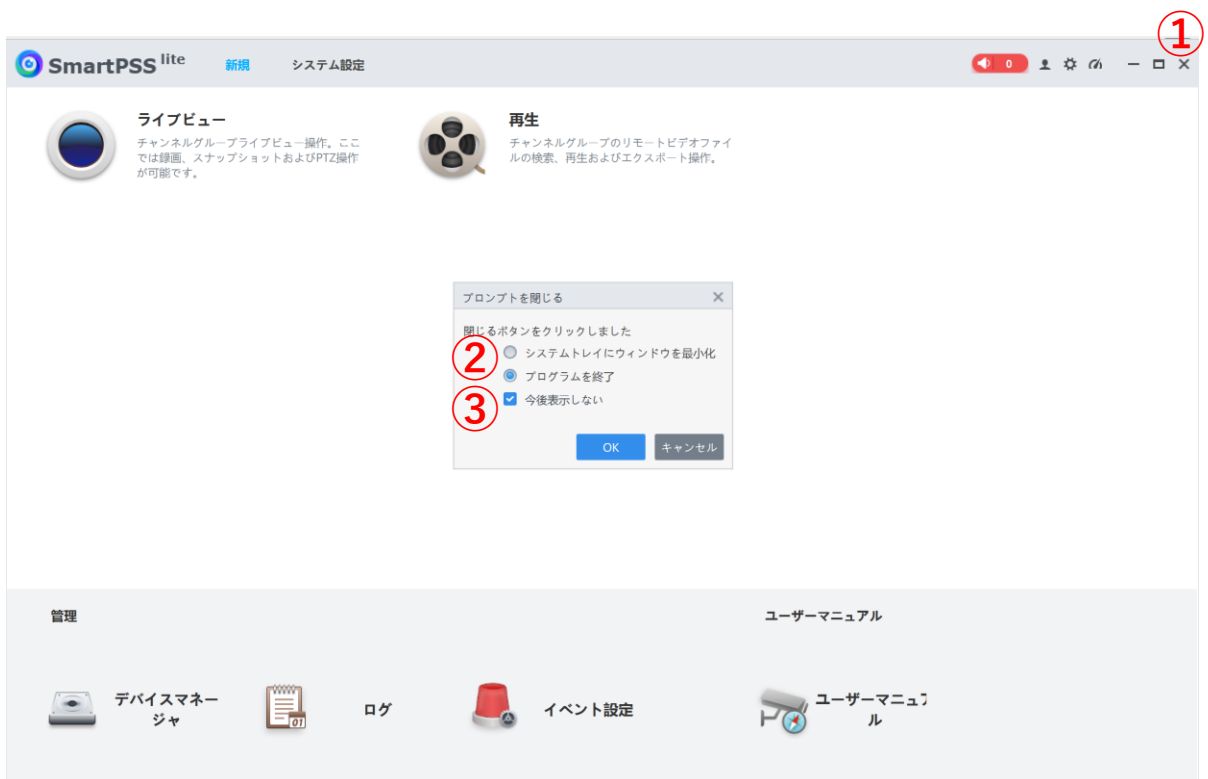 ①
SmartPSS lite 新規 システム設定
0
ライブビュー
チャンネルグループライブビュー操作。ここ
では録画、スナップショットおよびPTZ操作
が可能です。
再生
チャンネルグループのリモートビデオファイ
ルの検索、再生およびエクスポート操作。
プロンプトを閉じる
閉じるボタンをクリックしました
② システムトレイにウィンドウを最小化
プログラムを終了
③ 今後表示しない
OK キャンセル
管理
ユーザーマニュアル
デバイスマネー
ジャ
01
ログ
イベント設定
ユーザーマニュア
ル